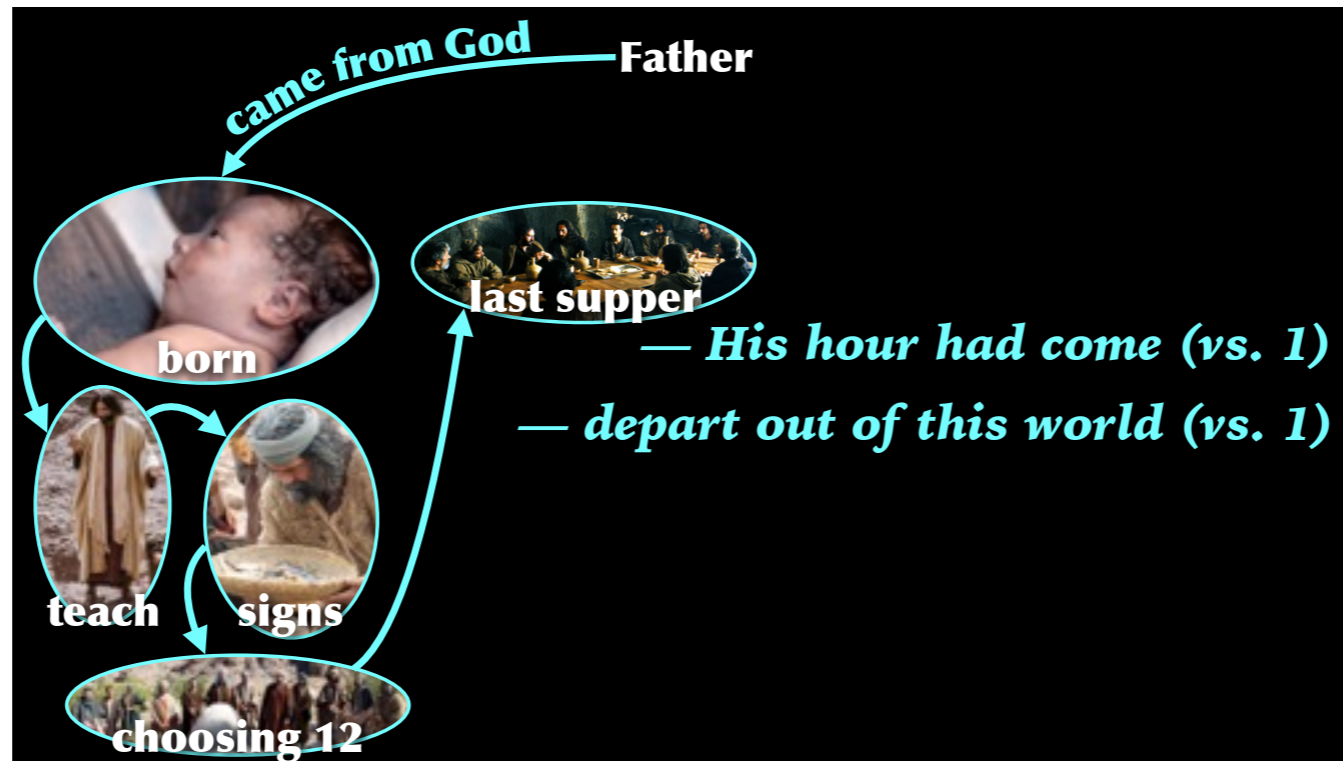 came from God
Father
born
last supper
— His hour had come (vs. 1)
— depart out of this world (vs. 1)
teach
signs
choosing 12